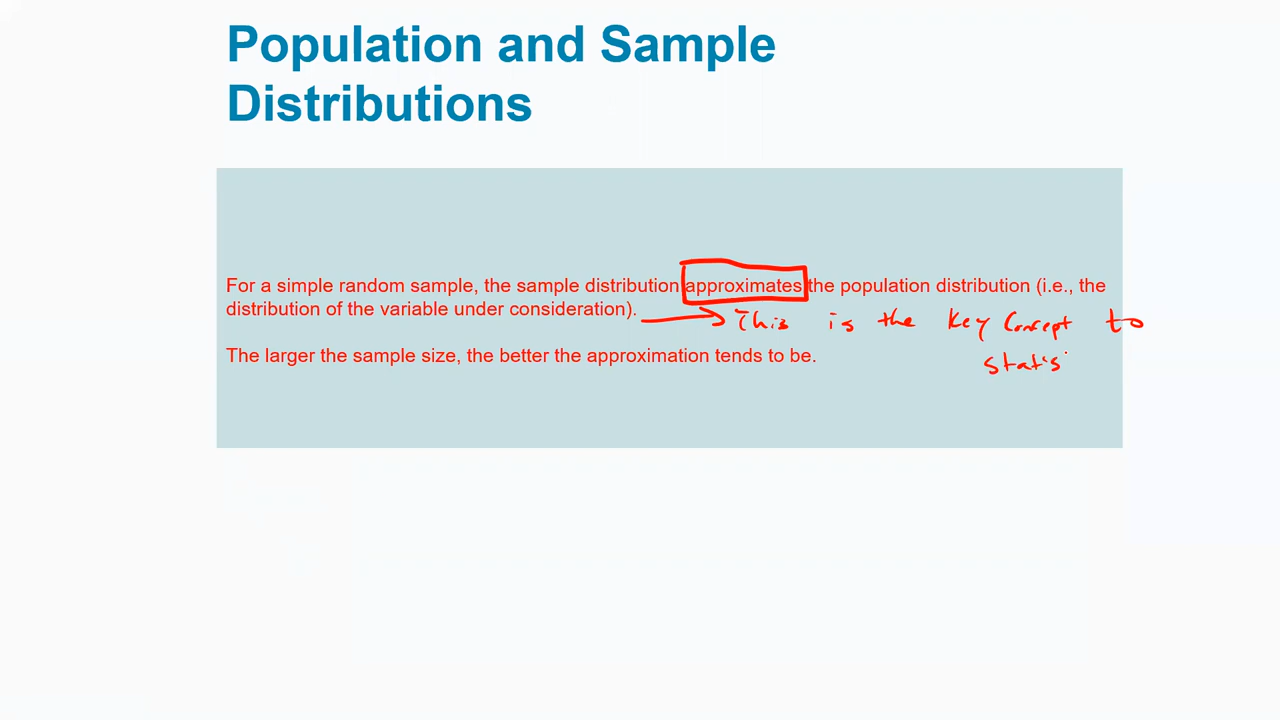 Population and Sample
Distributions
For a simple random sample, the sample distribution approximates the population distribution (i.e., the
distribution of the variable under consideration).
This is the key concept to
statis
The larger the sample size, the better the approximation tends to be.